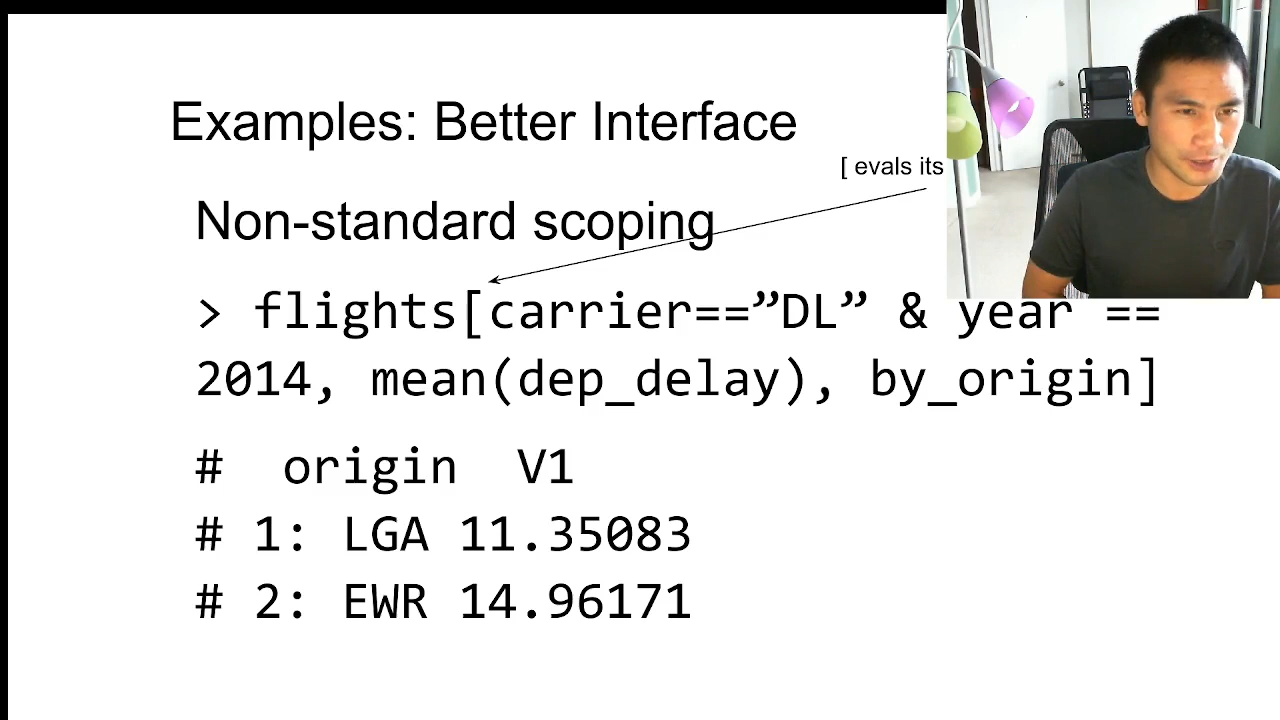 Examples: Better Interface
[ evals its
Non-standard scoping
> flights[carrier==”DL” & year ==
2014, mean(dep_delay), by_origin]
# origin V1
# 1: LGA 11.35083
# 2: EWR 14.96171